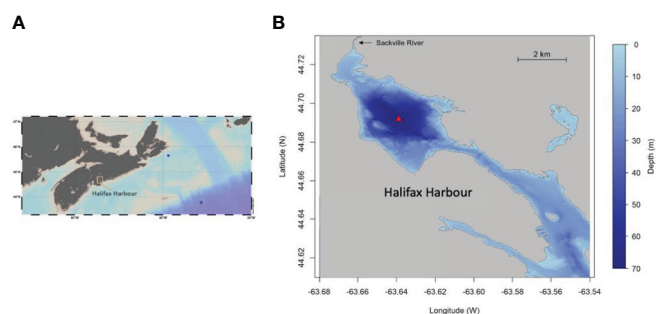 A
B
Halifax Harbour
Sackville River
2 km
Halifax Harbour
Latitude (N)
44.72
44.70
44.68
44.66
44.64
44.62
-63.68
-63.66
-63.64
-63.62
-63.60
-63.58
-63.56
-63.54
Longitude (W)
0
10
20
30
40
50
60
70
Depth (m)